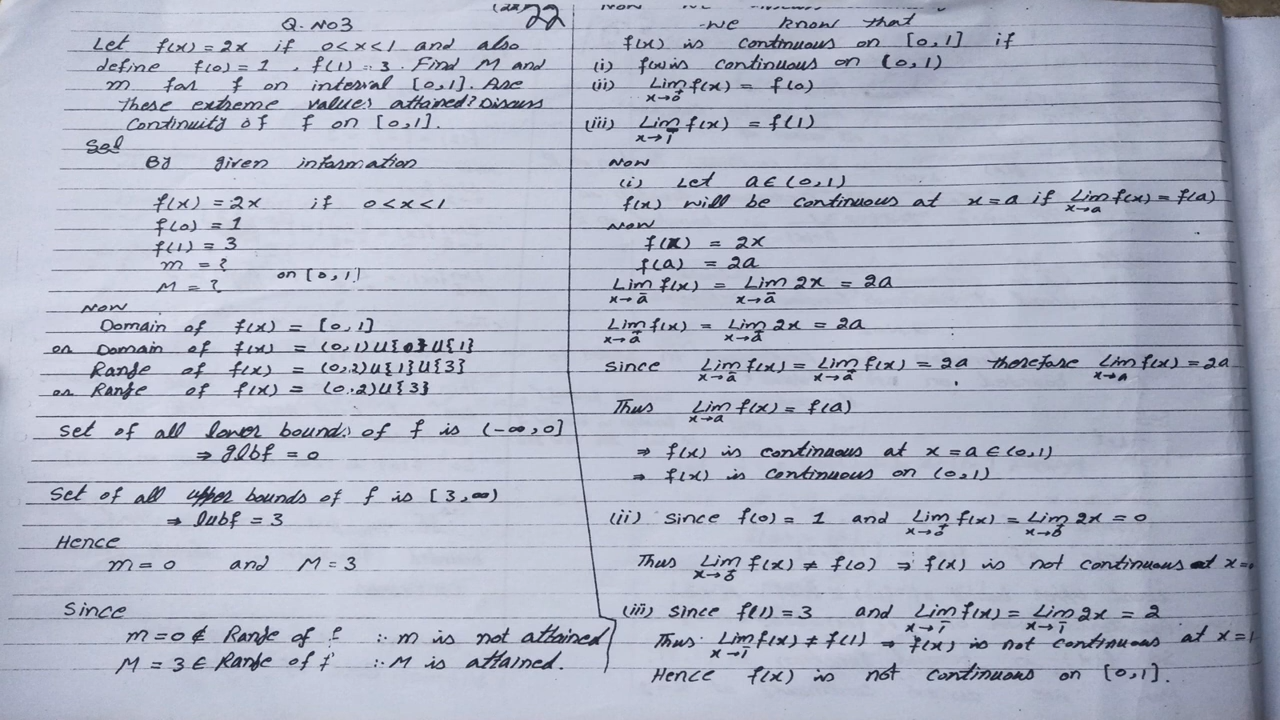 Q. No3
Let f(x) = 2x if 0<x<1 and also
define f(0) = 1 , f(1) = 3. Find M and
m for f on interval [0,1]. Are
These extreme values attained? Discuss
Continuity of f on [0,1].
Sol
By given information
f(x) = 2x if 0<x<1
f(0) = 1
f(1) = 3
m = ?
on [0,1]
M = ?
Now
Domain of f(x) = [0,1]
or Domain of f(x) = (0,1)U{0}U{1}
Range of f(x) = (0,2)U{1}U{3}
or Range of f(x) = (0,2)U{3}
Set of all lower bounds of f is (-∞,0]
⇒ glbf = 0
Set of all upper bounds of f is [3,∞)
⇒ lubf = 3
Hence
m = 0 and M = 3
Since
m = 0 ∉ Range of f ∴ m is not attained
M = 3 ∈ Range of f ∴ M is attained.
we know that
f(x) is continuous on [0,1] if
(i) f(x) is continuous on (0,1)
(ii) Lim x→0⁺ f(x) = f(0)
(iii) Lim x→1⁻ f(x) = f(1)
Now
(i) Let a∈(0,1)
f(x) will be continuous at x = a if Lim x→a f(x) = f(a)
Now
f(x) = 2x
f(a) = 2a
Lim x→a⁻ f(x) = Lim x→a⁻ 2x = 2a
Lim x→a⁺ f(x) = Lim x→a⁺ 2x = 2a
Since Lim x→a⁻ f(x) = Lim x→a⁺ f(x) = 2a therefore Lim x→a f(x) = 2a
Thus Lim x→a f(x) = f(a)
⇒ f(x) is continuous at x = a ∈(0,1)
⇒ f(x) is continuous on (0,1)
(ii) Since f(0) = 1 and Lim x→0⁺ f(x) = Lim x→0⁺ 2x = 0
Thus Lim x→0⁺ f(x) ≠ f(0) ⇒ f(x) is not continuous at x=0
(iii) Since f(1) = 3 and Lim x→1⁻ f(x) = Lim x→1⁻ 2x = 2
Thus Lim x→1⁻ f(x) ≠ f(1) ⇒ f(x) is not continuous at x=1
Hence f(x) is not continuous on [0,1].